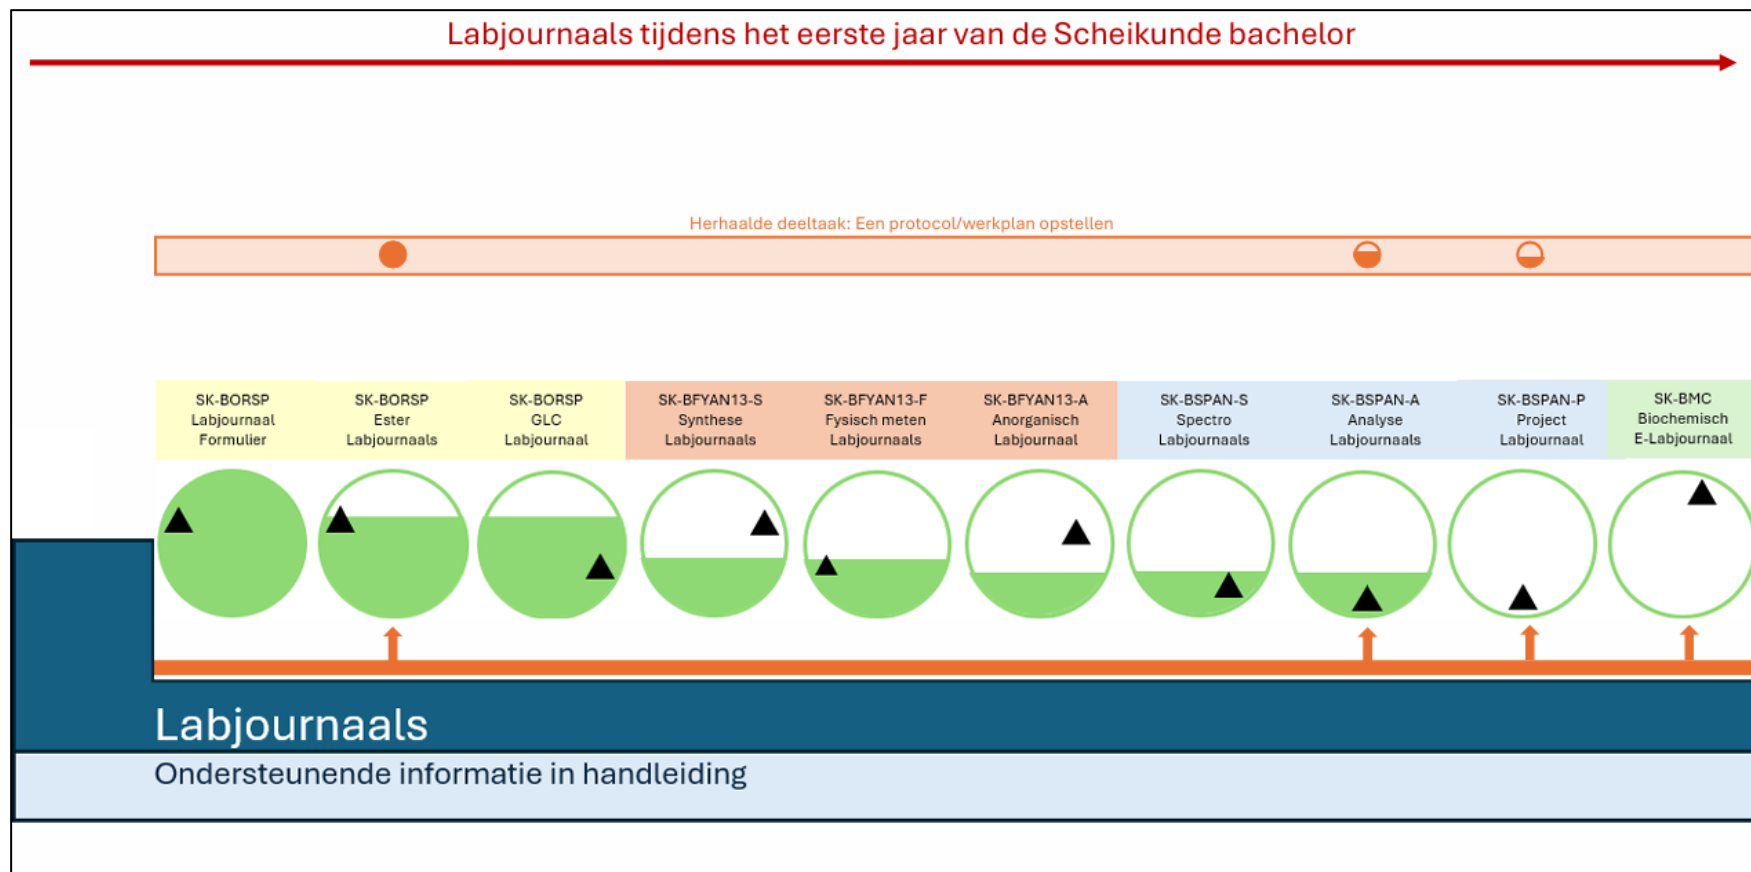 Labjournaals tijdens het eerste jaar van de Scheikunde bachelor
Herhaalde deeltaak: Een protocol/werkplan opstellen
SK-BORSP
Labjournaal
Formulier
SK-BORSP
Ester
Labjournaals
SK-BORSP
GLC
Labjournaal
SK-BFYAN13-S
Synthese
Labjournaals
SK-BFYAN13-F
Fysisch meten
Labjournaals
SK-BFYAN13-A
Anorganisch
Labjournaal
SK-BSPAN-S
Spectro
Labjournaals
SK-BSPAN-A
Analyse
Labjournaals
SK-BSPAN-P
Project
Labjournaal
SK-BMC
Biochemisch
E-Labjournaal
Labjournaals
Ondersteunende informatie in handleiding